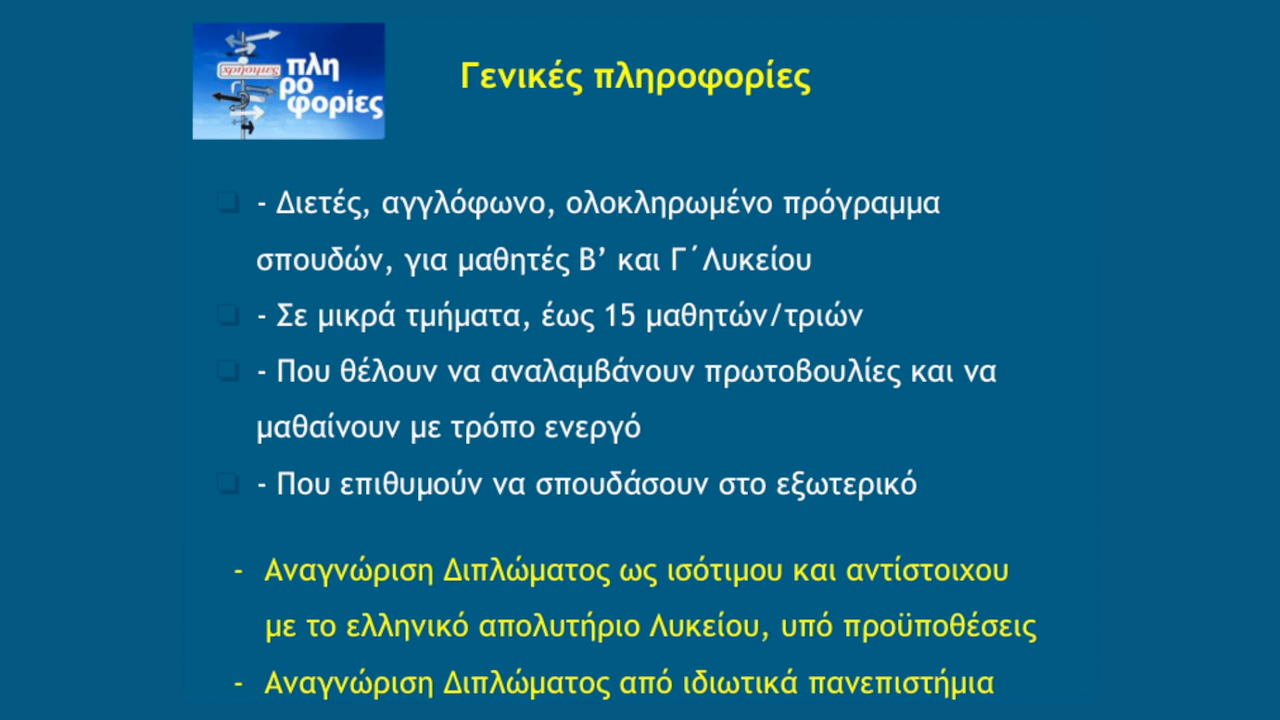 χρήσιμες
πλη
ρο
φορίες
Γενικές πληροφορίες
- Διετές, αγγλόφωνο, ολοκληρωμένο πρόγραμμα
σπουδών, για μαθητές Β’ και Γ΄Λυκείου
- Σε μικρά τμήματα, έως 15 μαθητών/τριών
- Που θέλουν να αναλαμβάνουν πρωτοβουλίες και να
μαθαίνουν με τρόπο ενεργό
- Που επιθυμούν να σπουδάσουν στο εξωτερικό
- Αναγνώριση Διπλώματος ως ισότιμου και αντίστοιχου
με το ελληνικό απολυτήριο Λυκείου, υπό προϋποθέσεις
- Αναγνώριση Διπλώματος από ιδιωτικά πανεπιστήμια